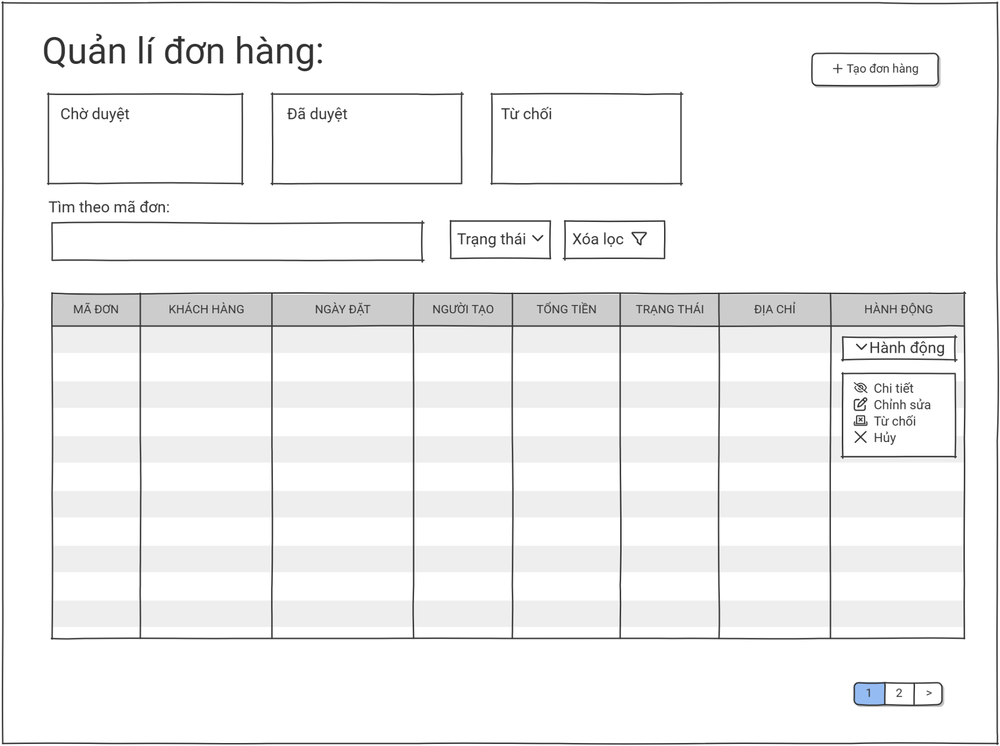 Quản lí đơn hàng:
+ Tạo đơn hàng
Chờ duyệt
Đã duyệt
Từ chối
Tìm theo mã đơn:
Trạng thái
Xóa lọc
MÃ ĐƠN
KHÁCH HÀNG
NGÀY ĐẶT
NGƯỜI TẠO
TỔNG TIỀN
TRẠNG THÁI
ĐỊA CHỈ
HÀNH ĐỘNG
Hành động
Chi tiết
Chỉnh sửa
Từ chối
Hủy
1 2 >